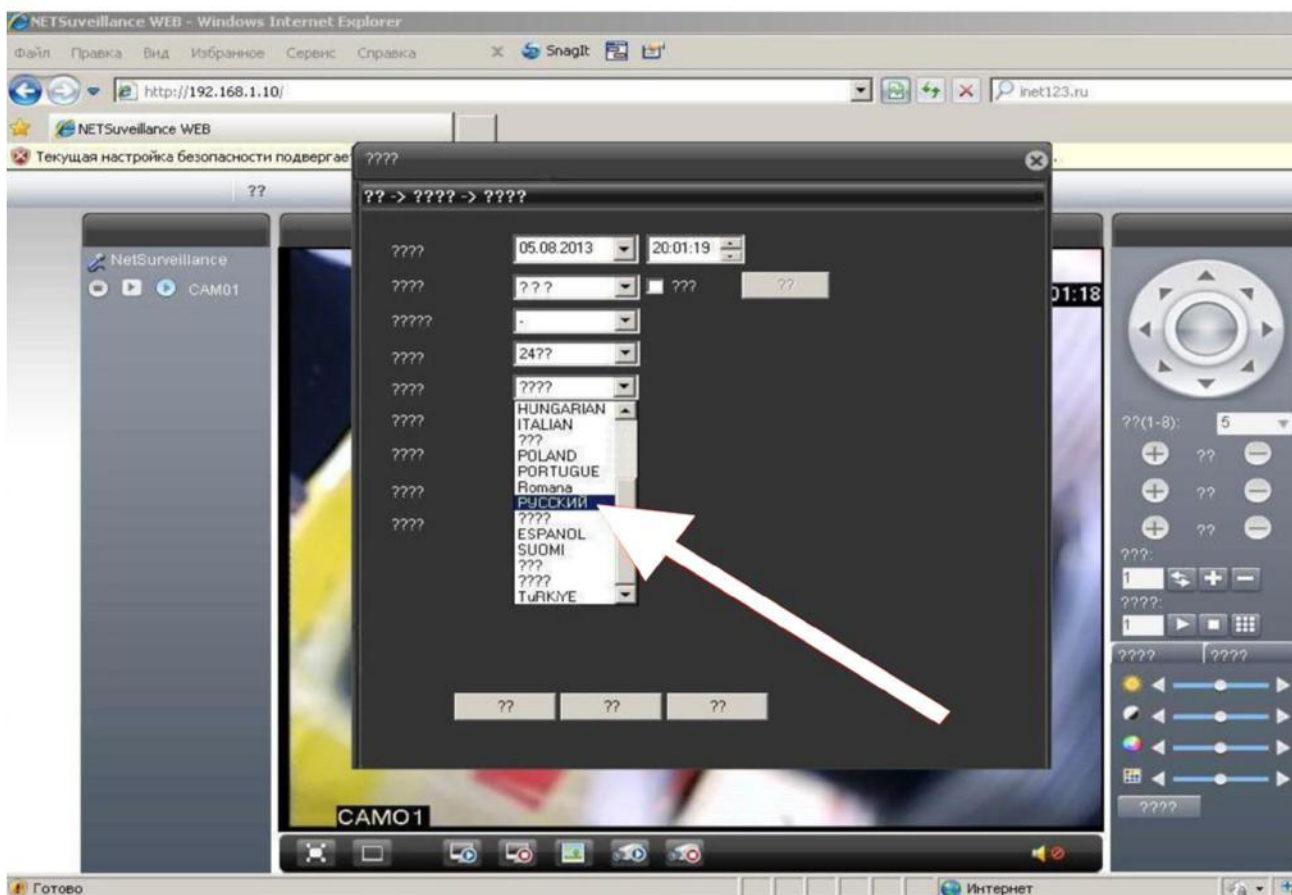 NETSuveillance WEB - Windows Internet Explorer
Файл Правка Вид Избранное Сервис Справка SnagIt
http://192.168.1.10/ inet123.ru
NETSuveillance WEB
Текущая настройка безопасности подвергае
????
??
?? -> ???? -> ????
NetSurveillance
CAM01
???? 05.08.2013 20:01:19
???? ??? ??? ??
01:18
????? -
???? 24??
???? ????
HUNGARIAN
ITALIAN
???
POLAND
PORTUGUE
Romana
РУССКИЙ
????
ESPANOL
SUOMI
???
????
TuRKiYE
????
????
????
????
?? ?? ??
??(1-8): 5
??
??
??
???:
1
????:
1
???? ????
????
CAM01
Готово Интернет